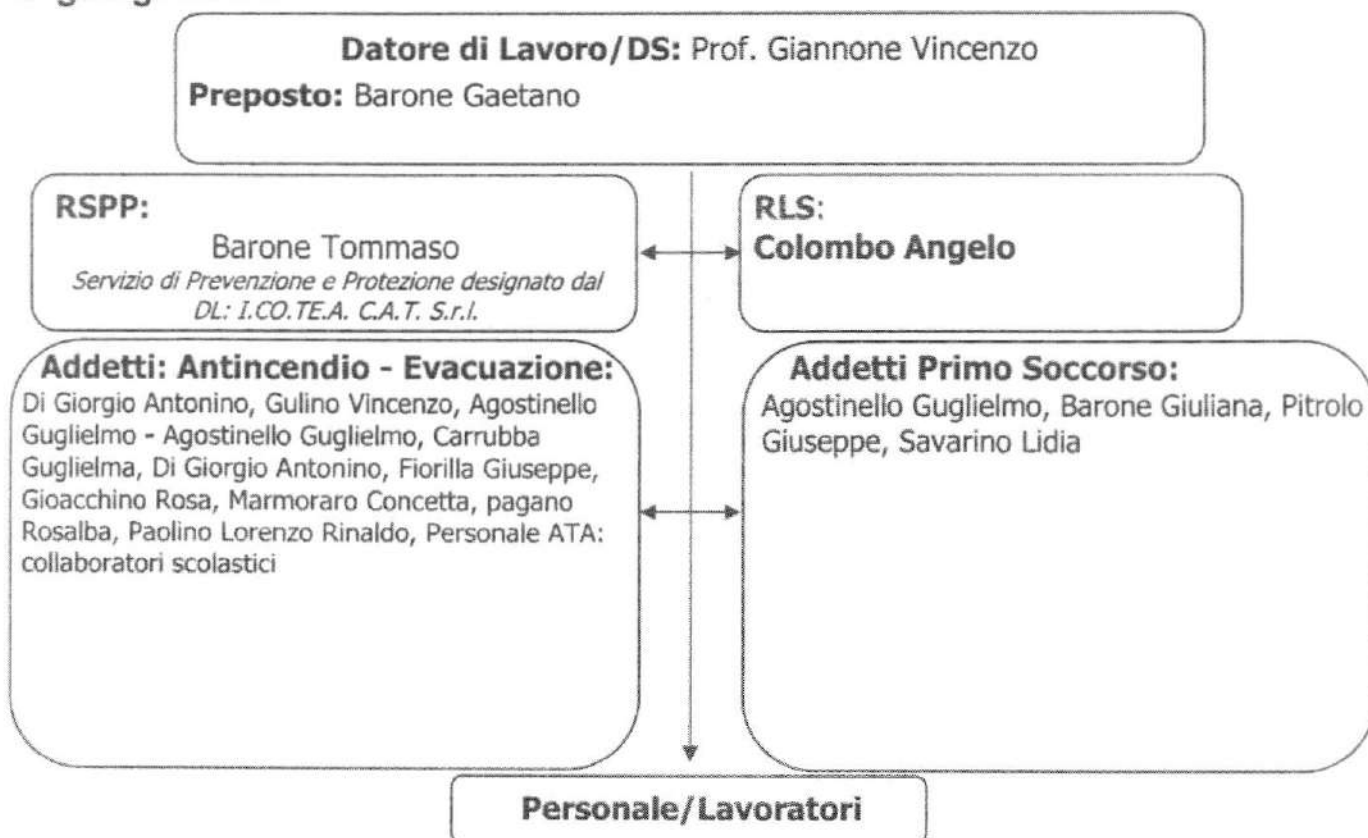 Datore di Lavoro/DS: Prof. Giannone Vincenzo
Preposto: Barone Gaetano
RSPP:
Barone Tommaso
Servizio di Prevenzione e Protezione designato dal
DL: I.CO.TE.A. C.A.T. S.r.l.
RLS:
Colombo Angelo
Addetti: Antincendio - Evacuazione:
Di Giorgio Antonino, Gulino Vincenzo, Agostinello
Guglielmo - Agostinello Guglielmo, Carrubba
Guglielma, Di Giorgio Antonino, Fiorilla Giuseppe,
Gioacchino Rosa, Marmoraro Concetta, pagano
Rosalba, Paolino Lorenzo Rinaldo, Personale ATA:
collaboratori scolastici
Addetti Primo Soccorso:
Agostinello Guglielmo, Barone Giuliana, Pitrolo
Giuseppe, Savarino Lidia
Personale/Lavoratori